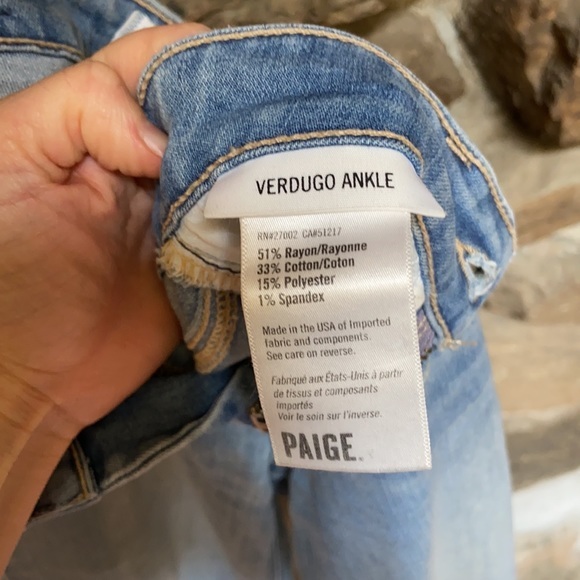 VERDUGO ANKLE
RN#27002 CA#51217
51% Rayon/Rayonne
33% Cotton/Coton
15% Polyester
1% Spandex
Made in the USA of Imported
fabric and components.
See care on reverse.
Fabriqué aux États-Unis à partir
de tissus et composants
importés
Voir le soin sur l'inverse.
PAIGE.